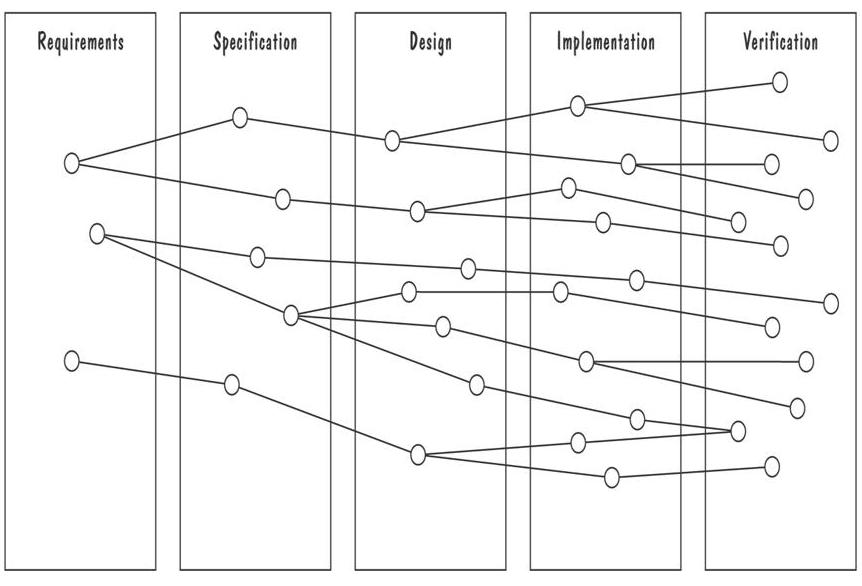 Requirements
Specification
Design
Implementation
Verification